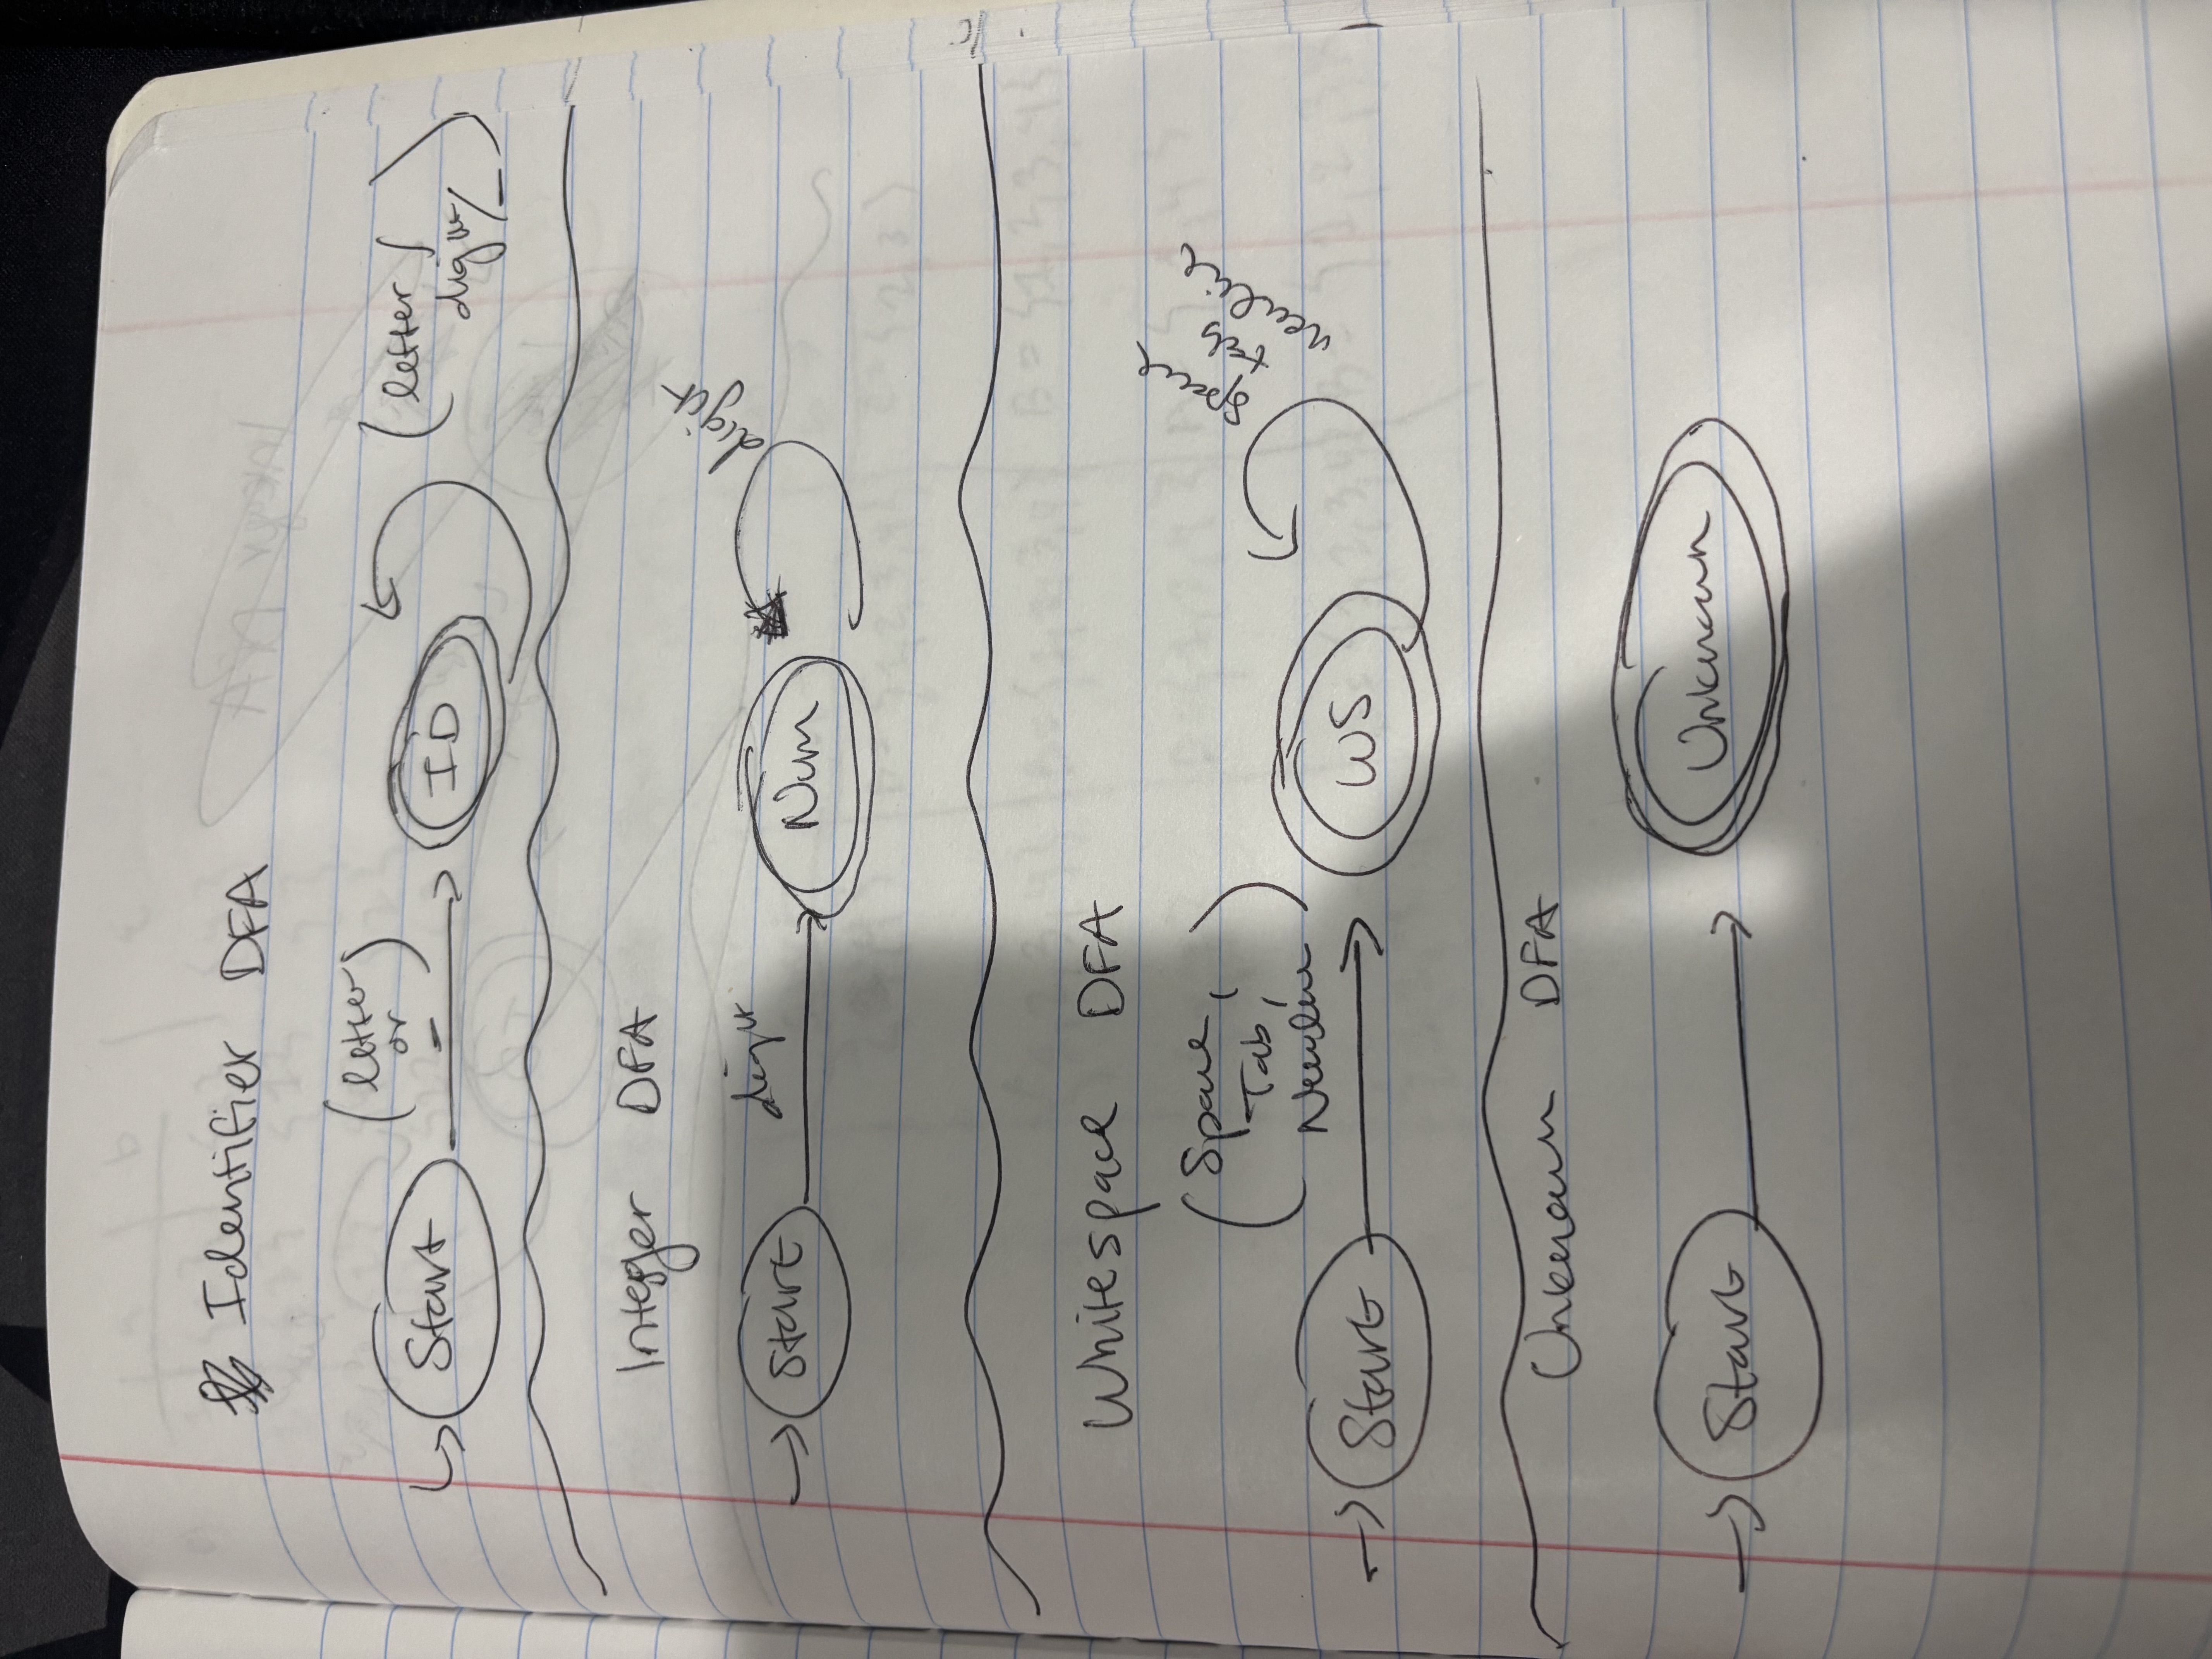 Identifier DFA
Start
(letter
or
_)
ID
(letter/
digit/_)
Integer DFA
Start
digit
Num
digit
Whitespace DFA
(Space,
Tab,
Newline)
Start
WS
space
tab
newline
Unknown DFA
Start
Unknown